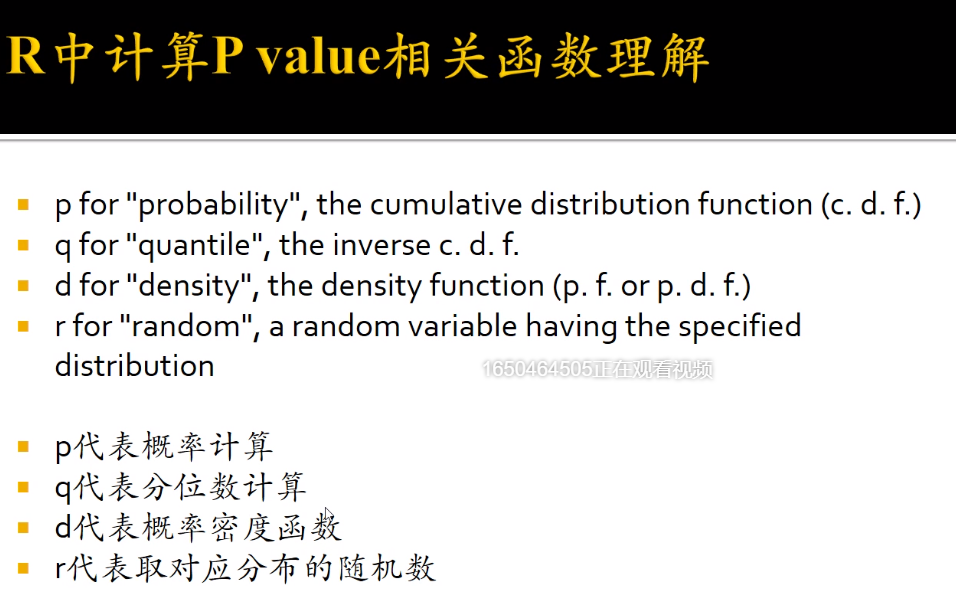 R中计算P value相关函数理解
p for "probability", the cumulative distribution function (c. d. f.)
q for "quantile", the inverse c. d. f.
d for "density", the density function (p. f. or p. d. f.)
r for "random", a random variable having the specified
distribution
1650464505正在观看视频
p代表概率计算
q代表分位数计算
d代表概率密度函数
r代表取对应分布的随机数